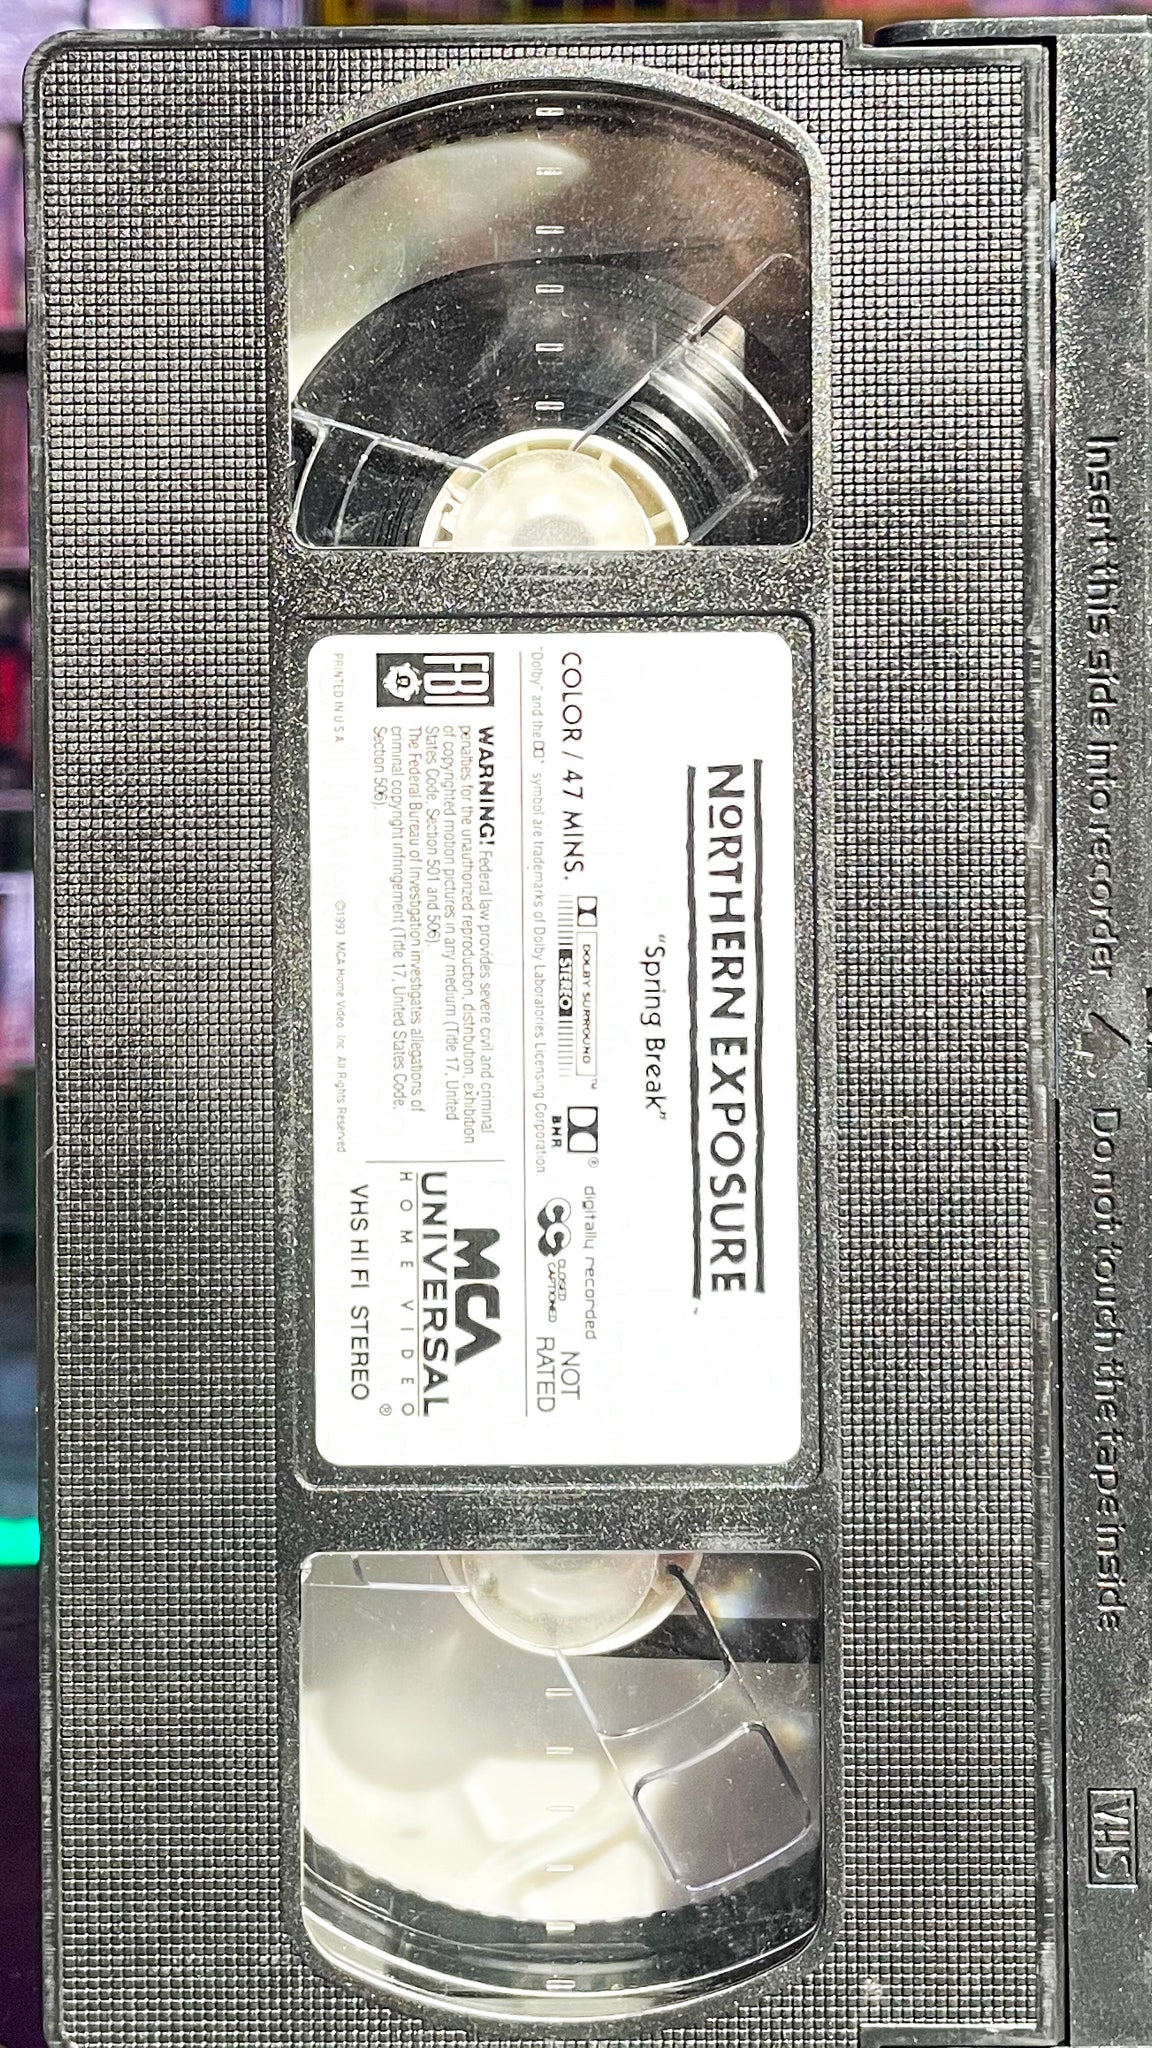 Insert this side into recorder
Do not touch the tape inside
VHS
NORTHERN EXPOSURE™
"Spring Break"
COLOR / 47 MINS.
DOLBY SURROUND™
STEREO
BHR
® digitally recorded
CLOSED
CAPTIONED
NOT
RATED
"Dolby" and the symbol are trademarks of Dolby Laboratories Licensing Corporation.
FBI
WARNING! Federal law provides severe civil and criminal
penalties for the unauthorized reproduction, distribution, exhibition
of copyrighted motion pictures in any medium (Title 17, United
States Code, Section 501 and 506).
The Federal Bureau of Investigation investigates allegations of
criminal copyright infringement (Title 17, United States Code,
Section 506).
MCA
UNIVERSAL
HOME VIDEO®
VHS HI FI STEREO
PRINTED IN U S A
©1993 MCA Home Video Inc All Rights Reserved